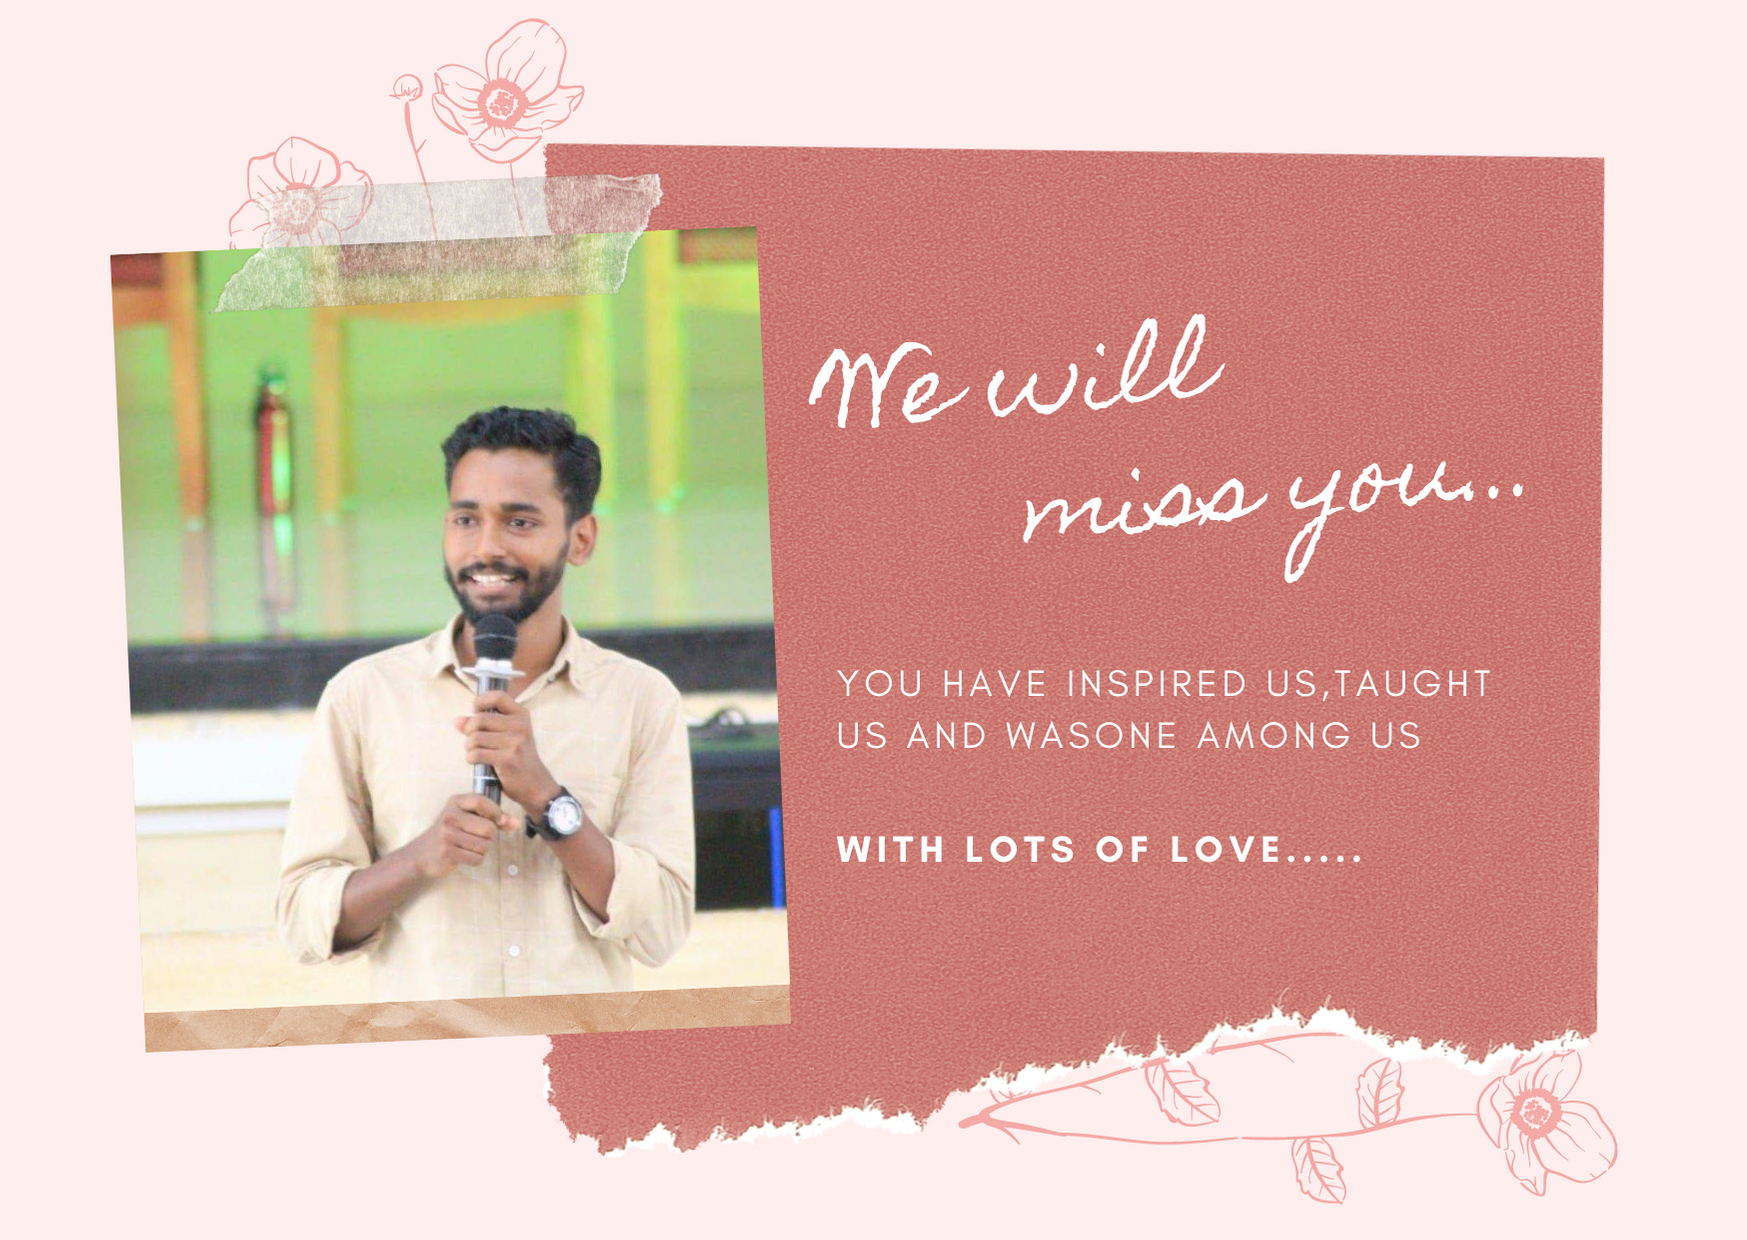 We will
miss you...
YOU HAVE INSPIRED US,TAUGHT
US AND WASONE AMONG US
WITH LOTS OF LOVE.....